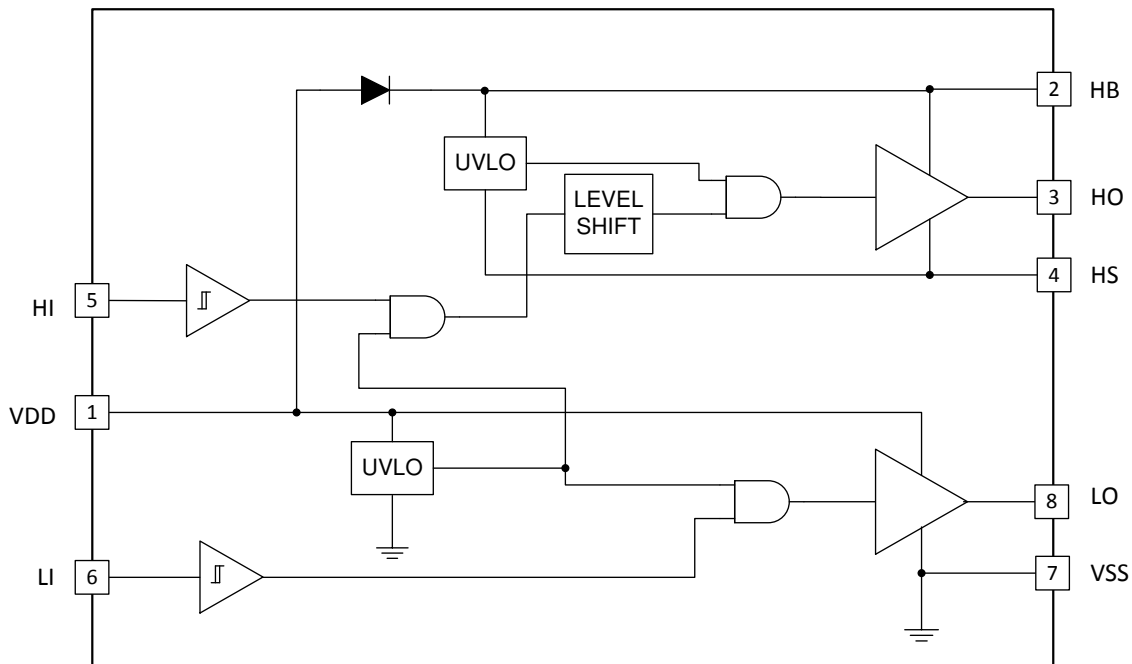 2 HB
UVLO
LEVEL
SHIFT
3 HO
4 HS
HI 5
VDD 1
UVLO
8 LO
LI 6
7 VSS